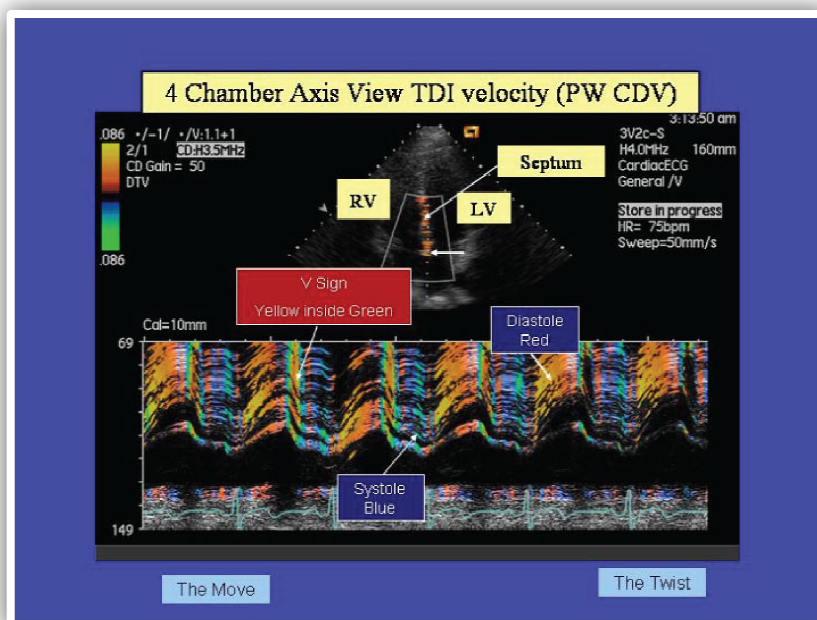 4 Chamber Axis View TDI velocity (PW CDV)
3:13:50 am
.086 •/=1/ •/V:1.1+1
2/1 CD:H3.5MHz
CD Gain = 50
DTV
.086
3V2c-S
H4.0MHz 160mm
CardiacECG
General /V
Store in progress
HR= 75bpm
Sweep=50mm/s
Septum
RV
LV
V Sign
Yellow inside Green
Cal=10mm
Diastole
Red
69
Systole
Blue
149
The Move
The Twist